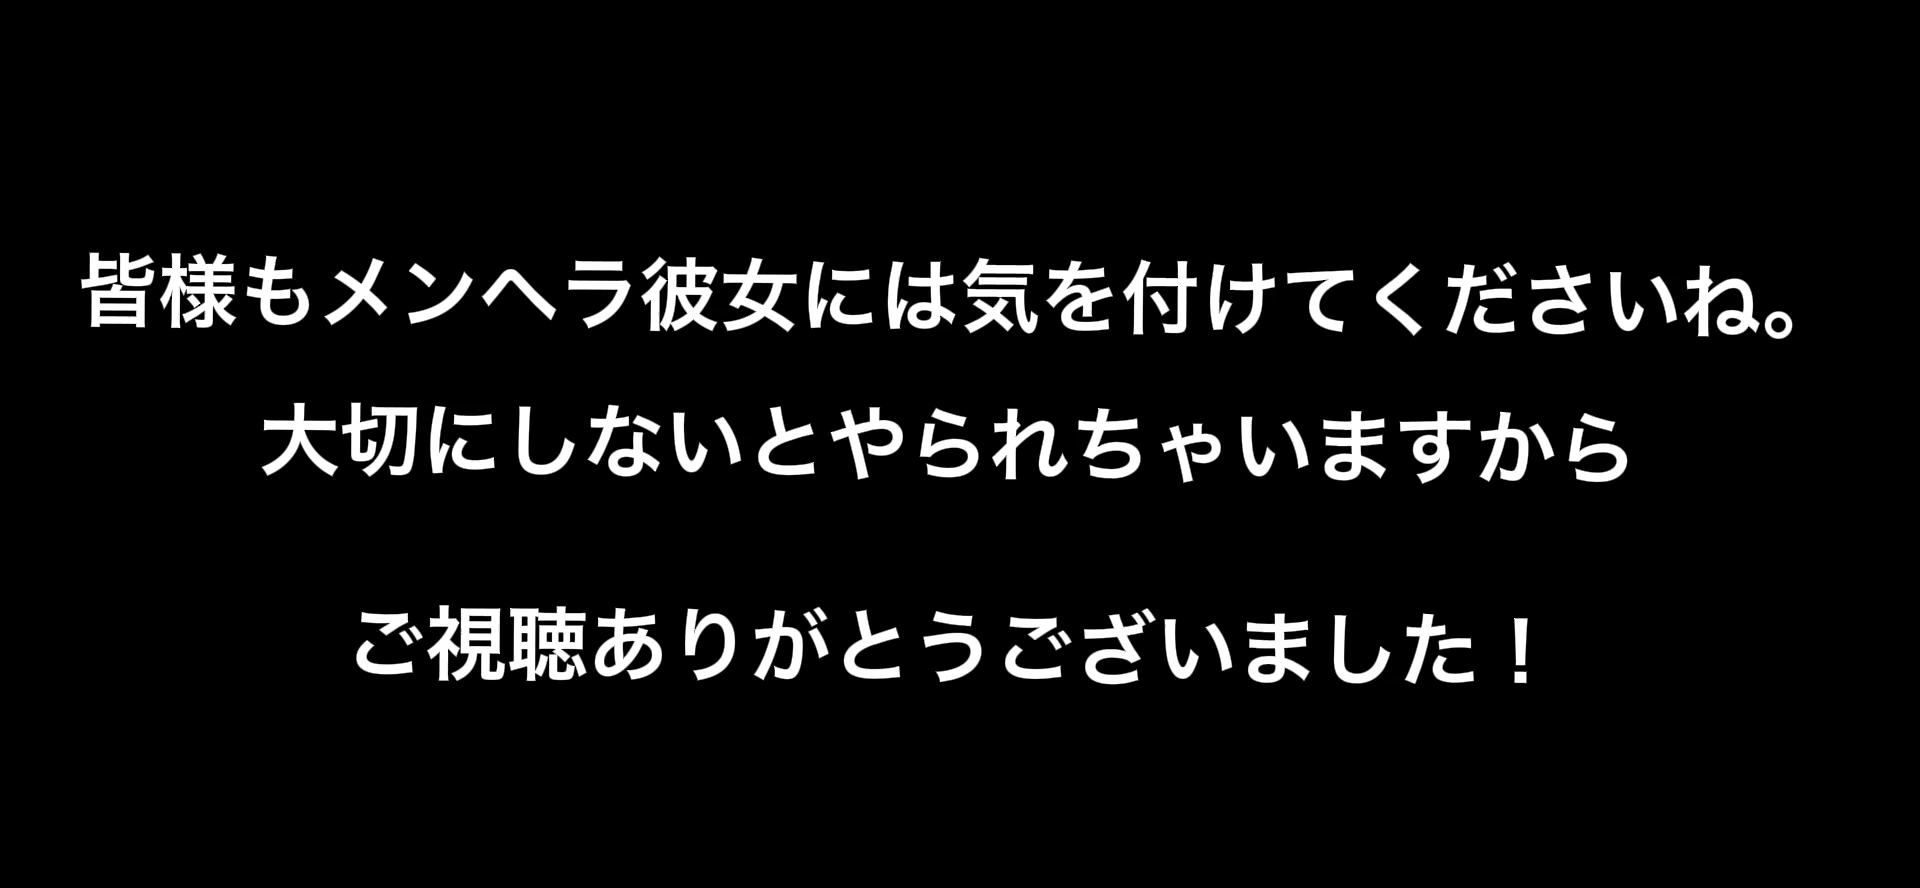 皆様もメンヘラ彼女には気を付けてくださいね。
大切にしないとやられちゃいますから
ご視聴ありがとうございました！